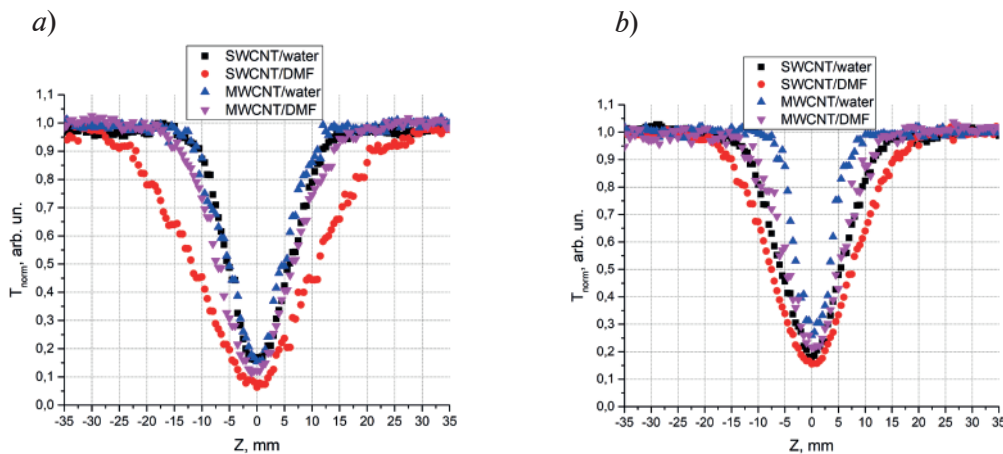 a)
SWCNT/water
SWCNT/DMF
MWCNT/water
MWCNT/DMF
1,1
1,0
0,9
0,8
0,7
0,6
0,5
0,4
0,3
0,2
0,1
0,0
T_norm, arb. un.
-35 -30 -25 -20 -15 -10 -5 0 5 10 15 20 25 30 35
Z, mm
b)
SWCNT/water
SWCNT/DMF
MWCNT/water
MWCNT/DMF
1,1
1,0
0,9
0,8
0,7
0,6
0,5
0,4
0,3
0,2
0,1
0,0
T_norm, arb. un.
-35 -30 -25 -20 -15 -10 -5 0 5 10 15 20 25 30 35
Z, mm